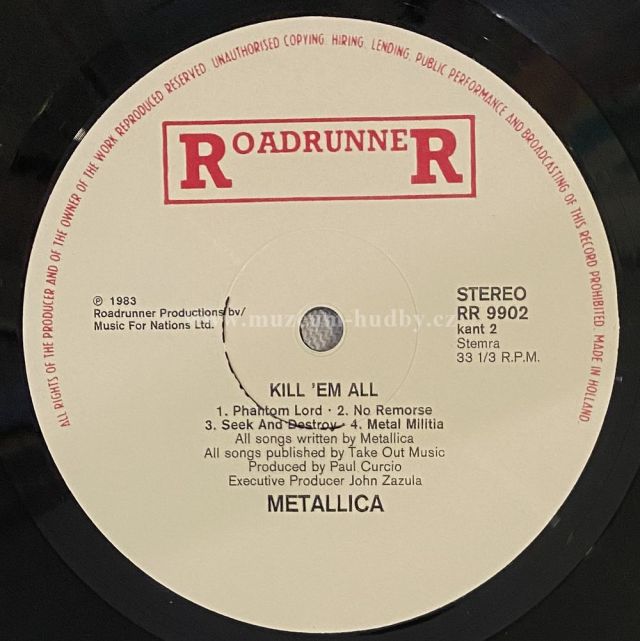 ALL RIGHTS OF THE PRODUCER AND OF THE OWNER OF THE WORK REPRODUCED RESERVED. UNAUTHORISED COPYING, HIRING, LENDING, PUBLIC PERFORMANCE AND BROADCASTING OF THIS RECORD PROHIBITED. MADE IN HOLLAND.
ROADRUNNER
℗ 1983
Roadrunner Productions bv/
Music For Nations Ltd.
STEREO
RR 9902
kant 2
Stemra
33 1/3 R.P.M.
www.muzeum-hudby.cz
KILL 'EM ALL
1. Phantom Lord · 2. No Remorse
3. Seek And Destroy · 4. Metal Militia
All songs written by Metallica
All songs published by Take Out Music
Produced by Paul Curcio
Executive Producer John Zazula
METALLICA